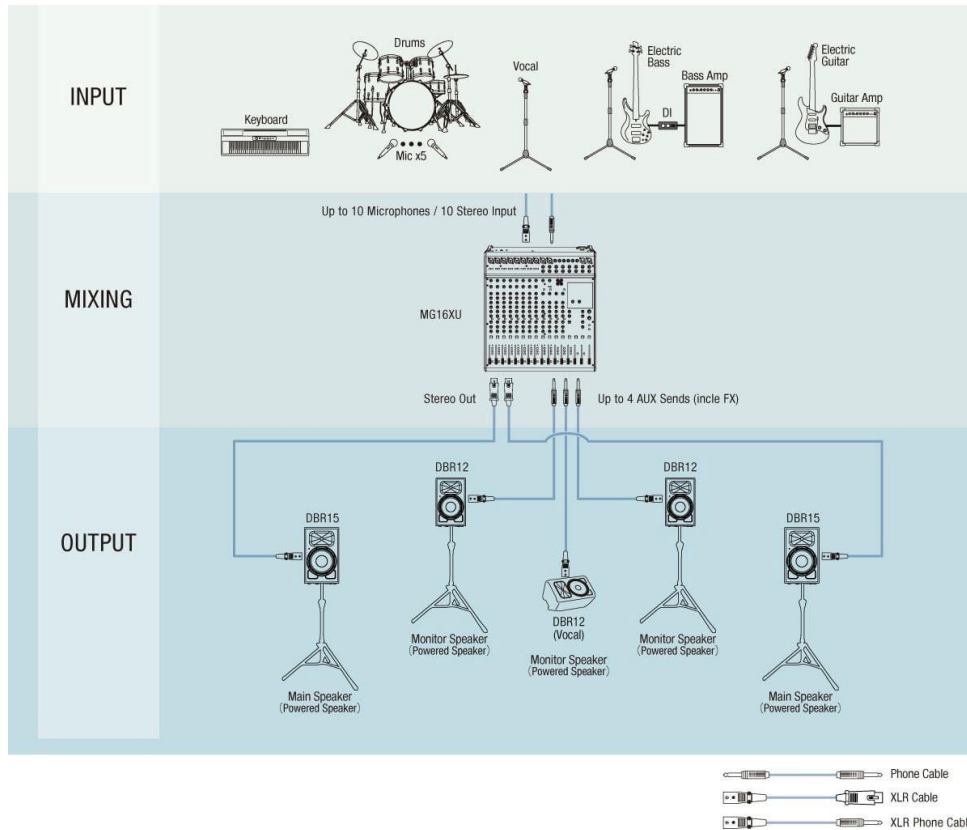 INPUT
Keyboard
Drums
Mic x5
Vocal
Electric
Bass
DI
Bass Amp
Electric
Guitar
Guitar Amp
Up to 10 Microphones / 10 Stereo Input
MIXING
MG16XU
Stereo Out
Up to 4 AUX Sends (incle FX)
OUTPUT
DBR15
Main Speaker
(Powered Speaker)
DBR12
Monitor Speaker
(Powered Speaker)
DBR12
(Vocal)
Monitor Speaker
(Powered Speaker)
DBR12
Monitor Speaker
(Powered Speaker)
DBR15
Main Speaker
(Powered Speaker)
Phone Cable
XLR Cable
XLR Phone Cabl